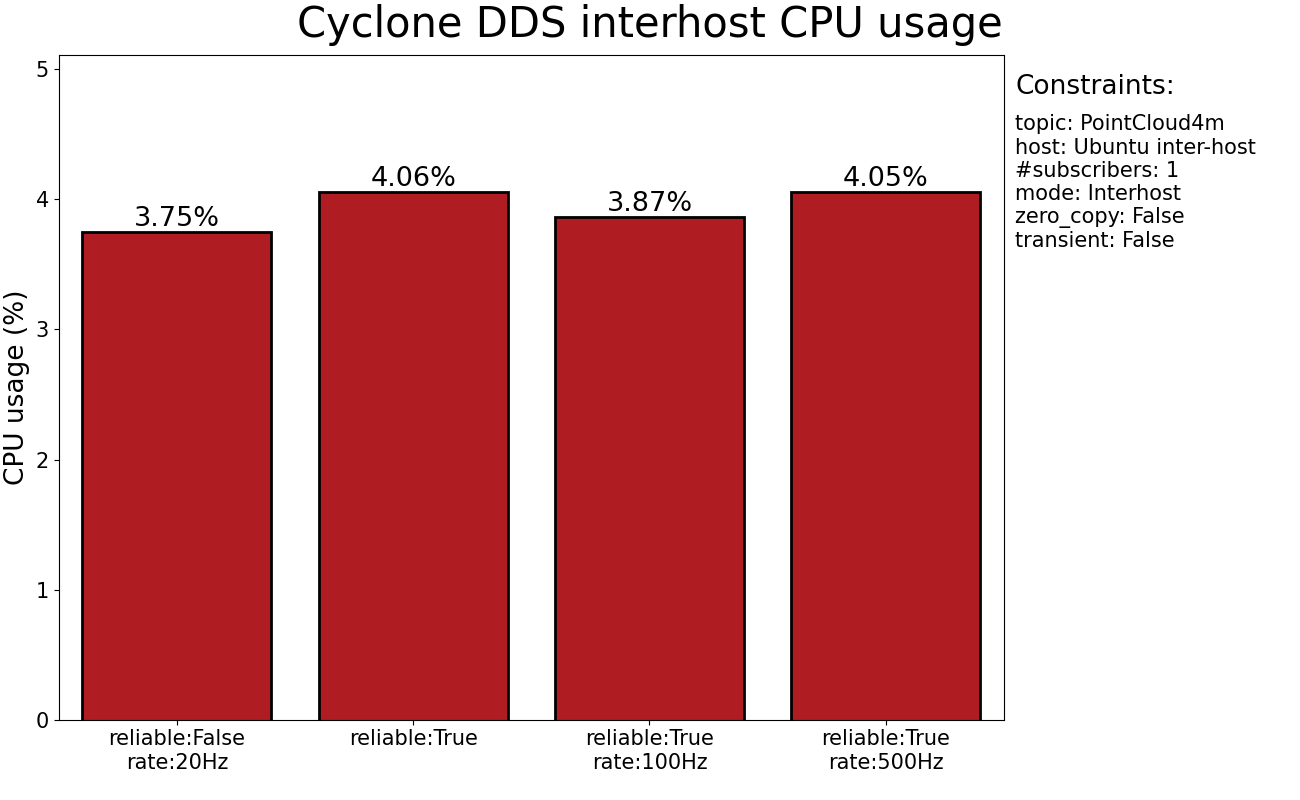 Cyclone DDS interhost CPU usage
CPU usage (%)
5
4
3
2
1
0
3.75%
4.06%
3.87%
4.05%
reliable:False
rate:20Hz
reliable:True
reliable:True
rate:100Hz
reliable:True
rate:500Hz
Constraints:
topic: PointCloud4m
host: Ubuntu inter-host
#subscribers: 1
mode: Interhost
zero_copy: False
transient: False